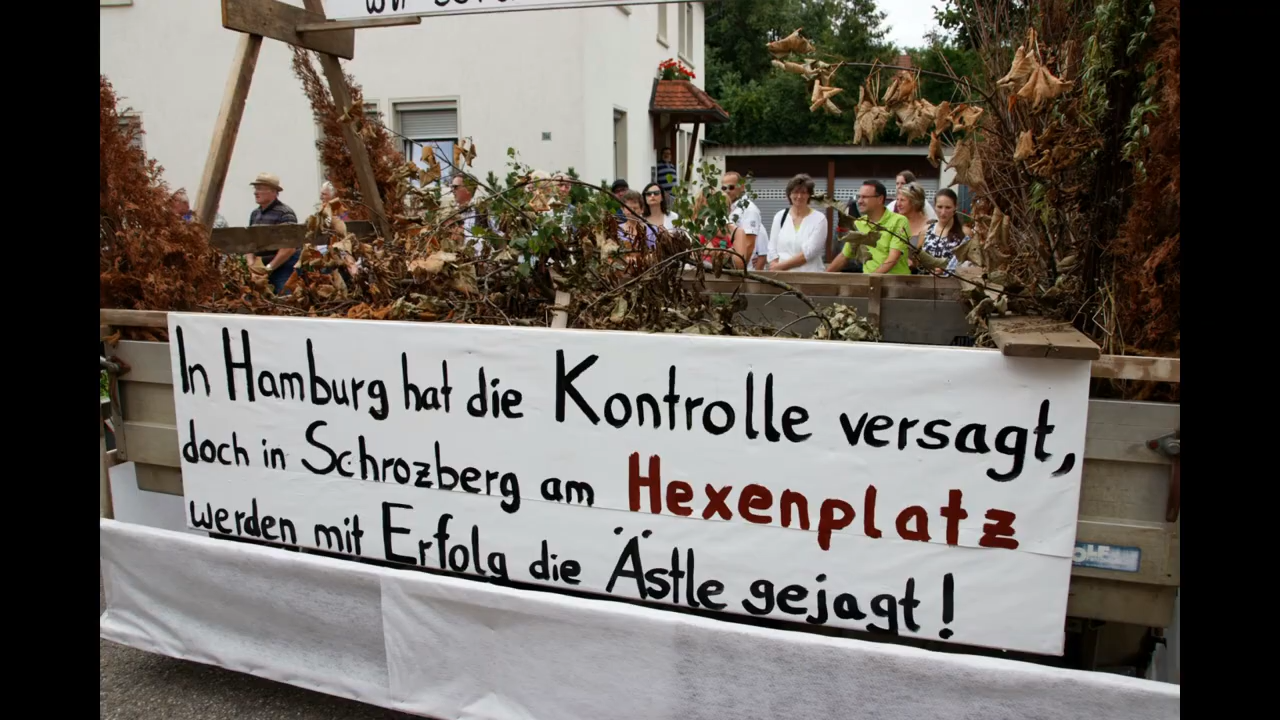 In Hamburg hat die Kontrolle versagt,
doch in Schrozberg am Hexenplatz
werden mit Erfolg die Ästle gejagt!